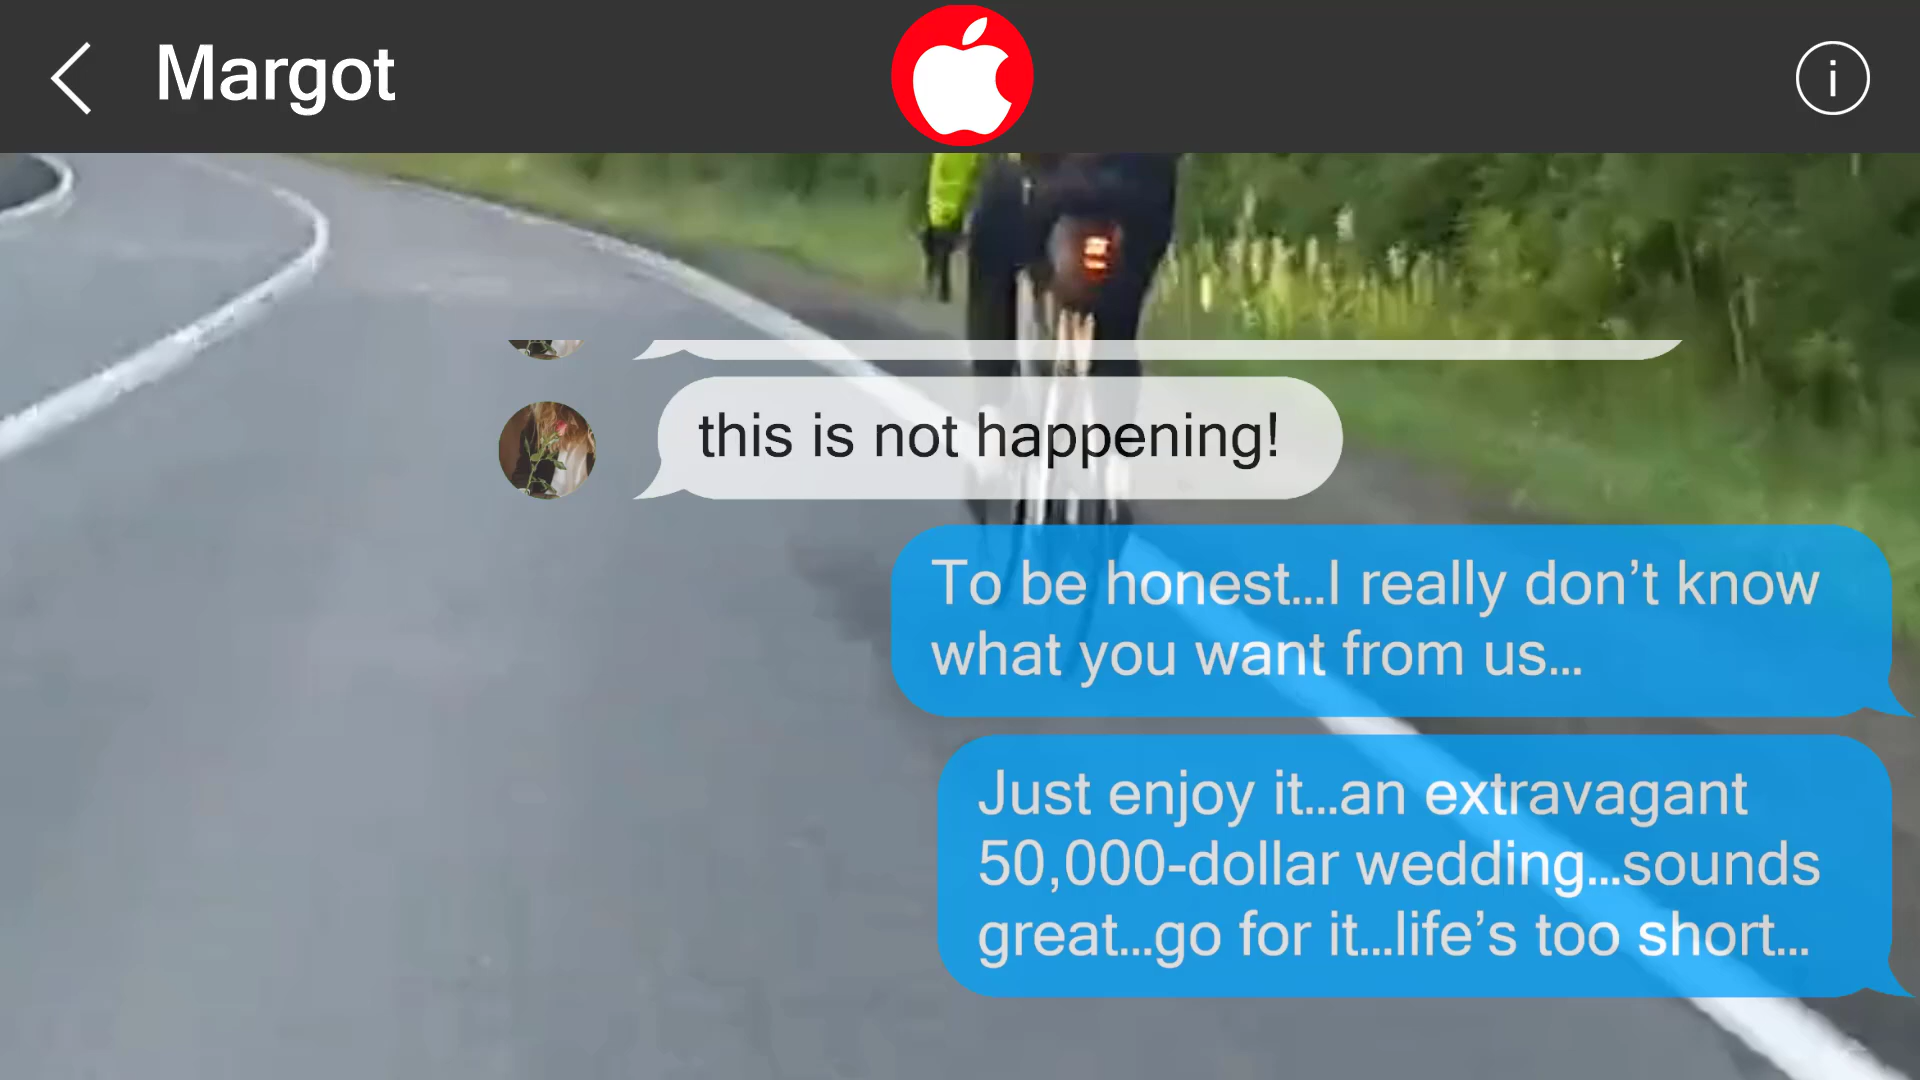 Margot
i
this is not happening!
To be honest...I really don’t know
what you want from us...
Just enjoy it...an extravagant
50,000-dollar wedding...sounds
great...go for it...life’s too short...